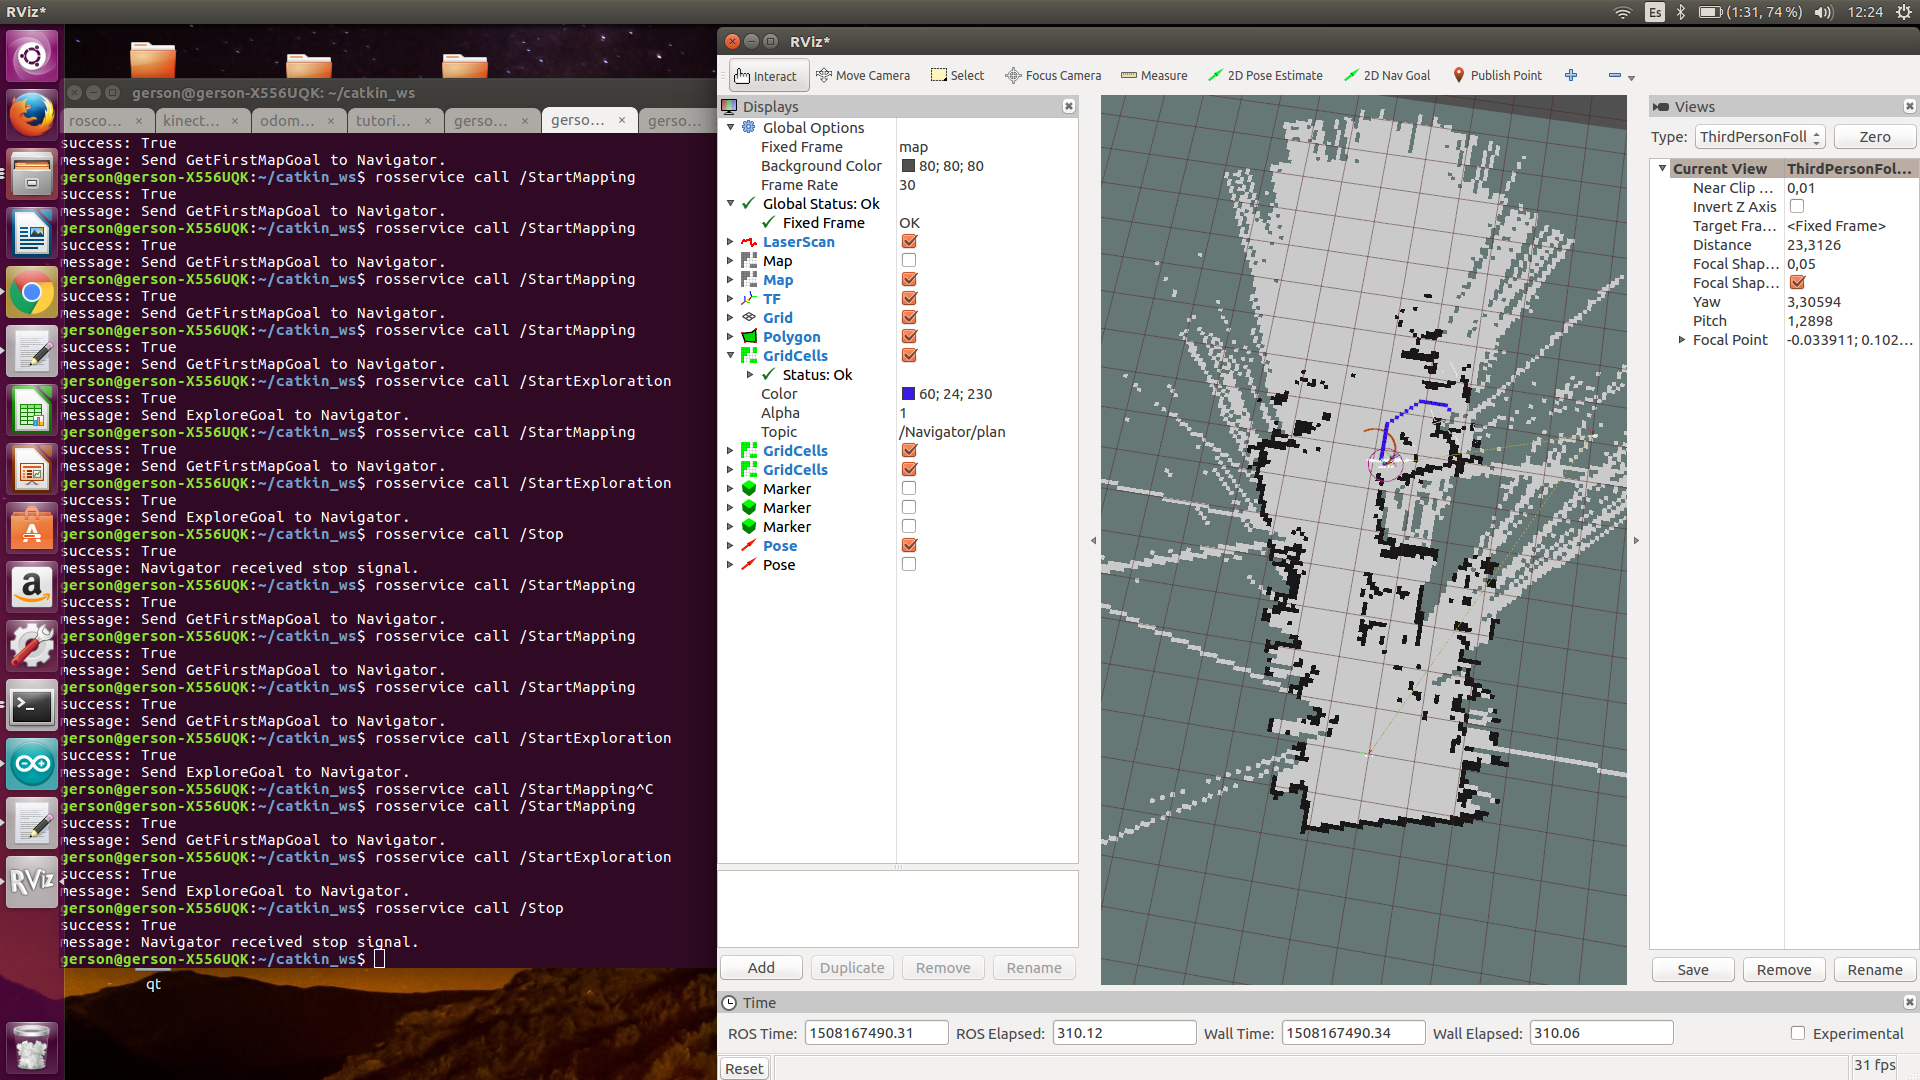 RViz*
Es
(1:31, 74 %)
12:24
gerson@gerson-X556UQK: ~/catkin_ws
rosco... ×
kinect... ×
odom... ×
tutori... ×
gerso... ×
gerso... ×
gerso...
success: True
message: Send GetFirstMapGoal to Navigator.
gerson@gerson-X556UQK:~/catkin_ws$ rosservice call /StartMapping
success: True
message: Send GetFirstMapGoal to Navigator.
gerson@gerson-X556UQK:~/catkin_ws$ rosservice call /StartMapping
success: True
message: Send GetFirstMapGoal to Navigator.
gerson@gerson-X556UQK:~/catkin_ws$ rosservice call /StartMapping
success: True
message: Send GetFirstMapGoal to Navigator.
gerson@gerson-X556UQK:~/catkin_ws$ rosservice call /StartMapping
success: True
message: Send GetFirstMapGoal to Navigator.
gerson@gerson-X556UQK:~/catkin_ws$ rosservice call /StartExploration
success: True
message: Send ExploreGoal to Navigator.
gerson@gerson-X556UQK:~/catkin_ws$ rosservice call /StartMapping
success: True
message: Send GetFirstMapGoal to Navigator.
gerson@gerson-X556UQK:~/catkin_ws$ rosservice call /StartExploration
success: True
message: Send ExploreGoal to Navigator.
gerson@gerson-X556UQK:~/catkin_ws$ rosservice call /Stop
success: True
message: Navigator received stop signal.
gerson@gerson-X556UQK:~/catkin_ws$ rosservice call /StartMapping
success: True
message: Send GetFirstMapGoal to Navigator.
gerson@gerson-X556UQK:~/catkin_ws$ rosservice call /StartMapping
success: True
message: Send GetFirstMapGoal to Navigator.
gerson@gerson-X556UQK:~/catkin_ws$ rosservice call /StartMapping
success: True
message: Send GetFirstMapGoal to Navigator.
gerson@gerson-X556UQK:~/catkin_ws$ rosservice call /StartExploration
success: True
message: Send ExploreGoal to Navigator.
gerson@gerson-X556UQK:~/catkin_ws$ rosservice call /StartMapping^C
gerson@gerson-X556UQK:~/catkin_ws$ rosservice call /StartMapping
success: True
message: Send GetFirstMapGoal to Navigator.
gerson@gerson-X556UQK:~/catkin_ws$ rosservice call /StartExploration
success: True
message: Send ExploreGoal to Navigator.
gerson@gerson-X556UQK:~/catkin_ws$ rosservice call /Stop
success: True
message: Navigator received stop signal.
gerson@gerson-X556UQK:~/catkin_ws$
RViz
qt
RViz*
Interact
Move Camera
Select
Focus Camera
Measure
2D Pose Estimate
2D Nav Goal
Publish Point
Displays
Global Options
Fixed Frame map
Background Color 80; 80; 80
Frame Rate 30
Global Status: Ok
Fixed Frame OK
LaserScan
Map
Map
TF
Grid
Polygon
GridCells
Status: Ok
Color 60; 24; 230
Alpha 1
Topic /Navigator/plan
GridCells
GridCells
Marker
Marker
Marker
Pose
Pose
Add
Duplicate
Remove
Rename
Views
Type: ThirdPersonFoll
Zero
Current View ThirdPersonFol...
Near Clip ... 0,01
Invert Z Axis
Target Fra... <Fixed Frame>
Distance 23,3126
Focal Shap... 0,05
Focal Shap...
Yaw 3,30594
Pitch 1,2898
Focal Point -0.033911; 0.102...
Save
Remove
Rename
Time
ROS Time: 1508167490.31
ROS Elapsed: 310.12
Wall Time: 1508167490.34
Wall Elapsed: 310.06
Experimental
Reset
31 fps